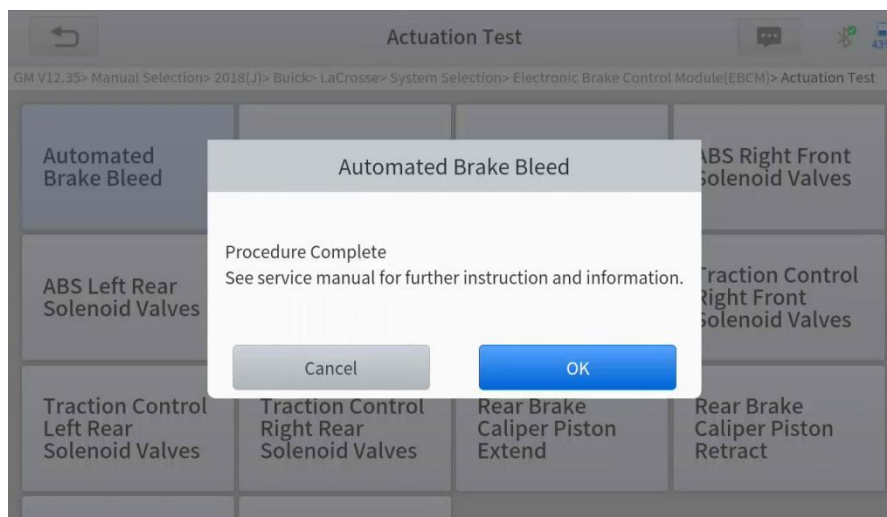 Actuation Test
43%
GM V12.35> Manual Selection> 2018(J)> Buick> LaCrosse> System Selection> Electronic Brake Control Module(EBCM)> Actuation Test
Automated
Brake Bleed
ABS Right Front
Solenoid Valves
Automated Brake Bleed
Procedure Complete
See service manual for further instruction and information.
Cancel
OK
ABS Left Rear
Solenoid Valves
Traction Control
Right Front
Solenoid Valves
Traction Control
Left Rear
Solenoid Valves
Traction Control
Right Rear
Solenoid Valves
Rear Brake
Caliper Piston
Extend
Rear Brake
Caliper Piston
Retract